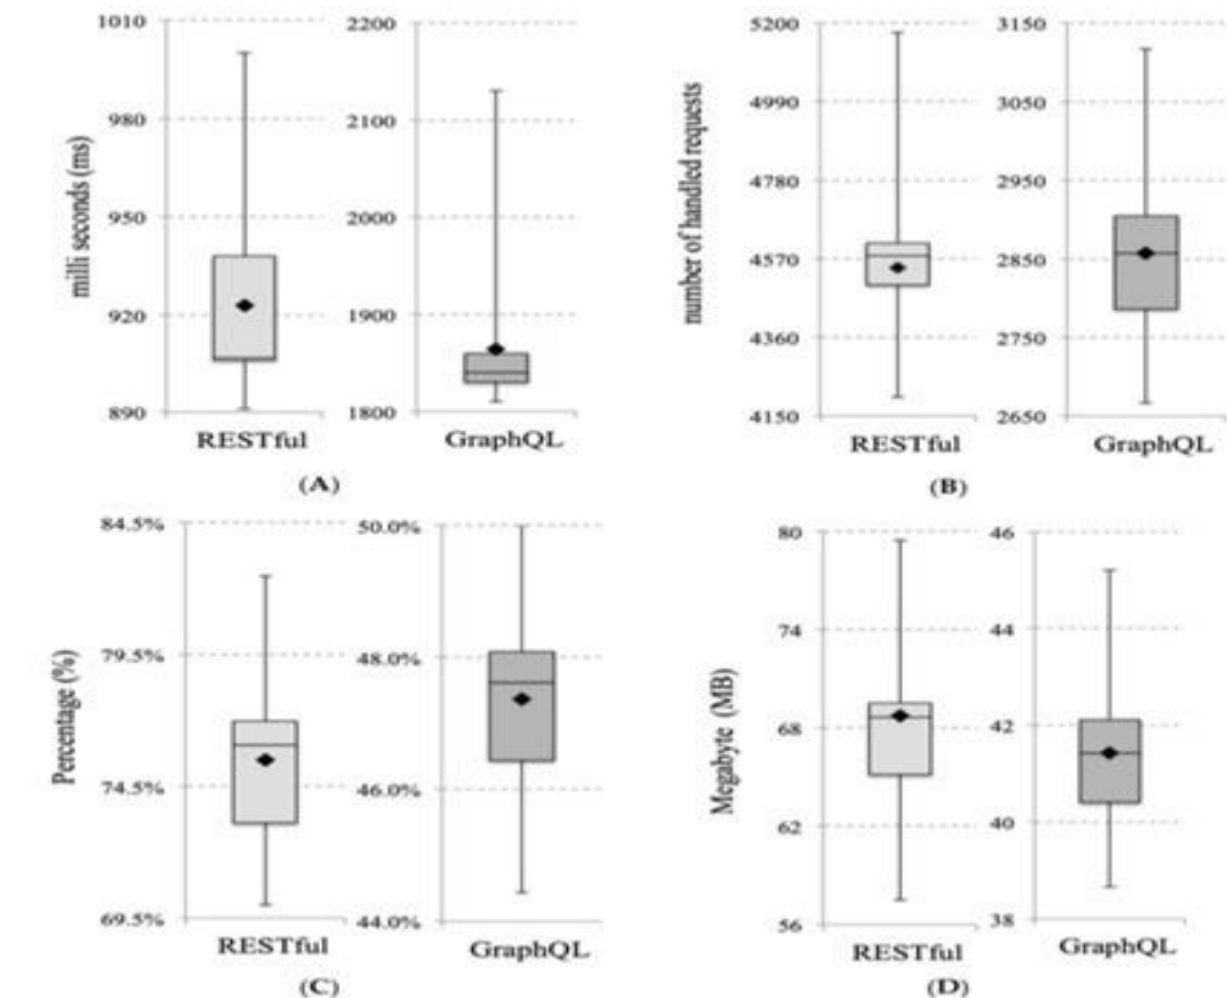 milli seconds (ms)
1010
980
950
920
890
RESTful
2200
2100
2000
1900
1800
GraphQL
(A)
number of handled requests
5200
4990
4780
4570
4360
4150
RESTful
3150
3050
2950
2850
2750
2650
GraphQL
(B)
Percentage (%)
84.5%
79.5%
74.5%
69.5%
RESTful
50.0%
48.0%
46.0%
44.0%
GraphQL
(C)
Megabyte (MB)
80
74
68
62
56
RESTful
46
44
42
40
38
GraphQL
(D)